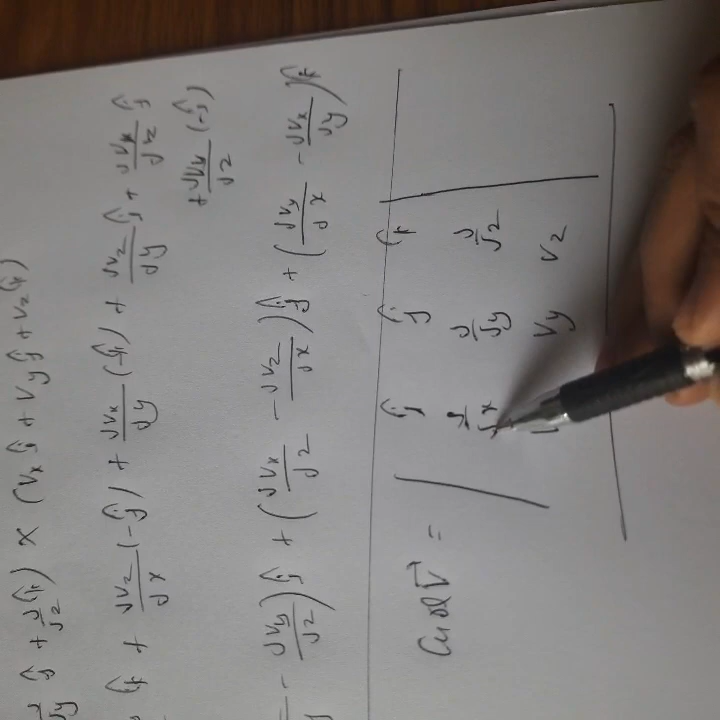 ∂y ĵ + ∂/∂z (k̂)) × (Vx î + Vy ĵ + Vz (k̂))
k̂ + ∂Vz/∂x (-ĵ) + ∂Vx/∂y (-k̂) + ∂Vz/∂y î + ∂Vx/∂z ĵ
+ ∂Vy/∂z (-î)
- ∂Vy/∂z) î + (∂Vx/∂z - ∂Vz/∂x) ĵ + (∂Vy/∂x - ∂Vx/∂y) k̂
î ĵ k̂
Curl V⃗ = | ∂/∂x ∂/∂y ∂/∂z |
Vy Vz